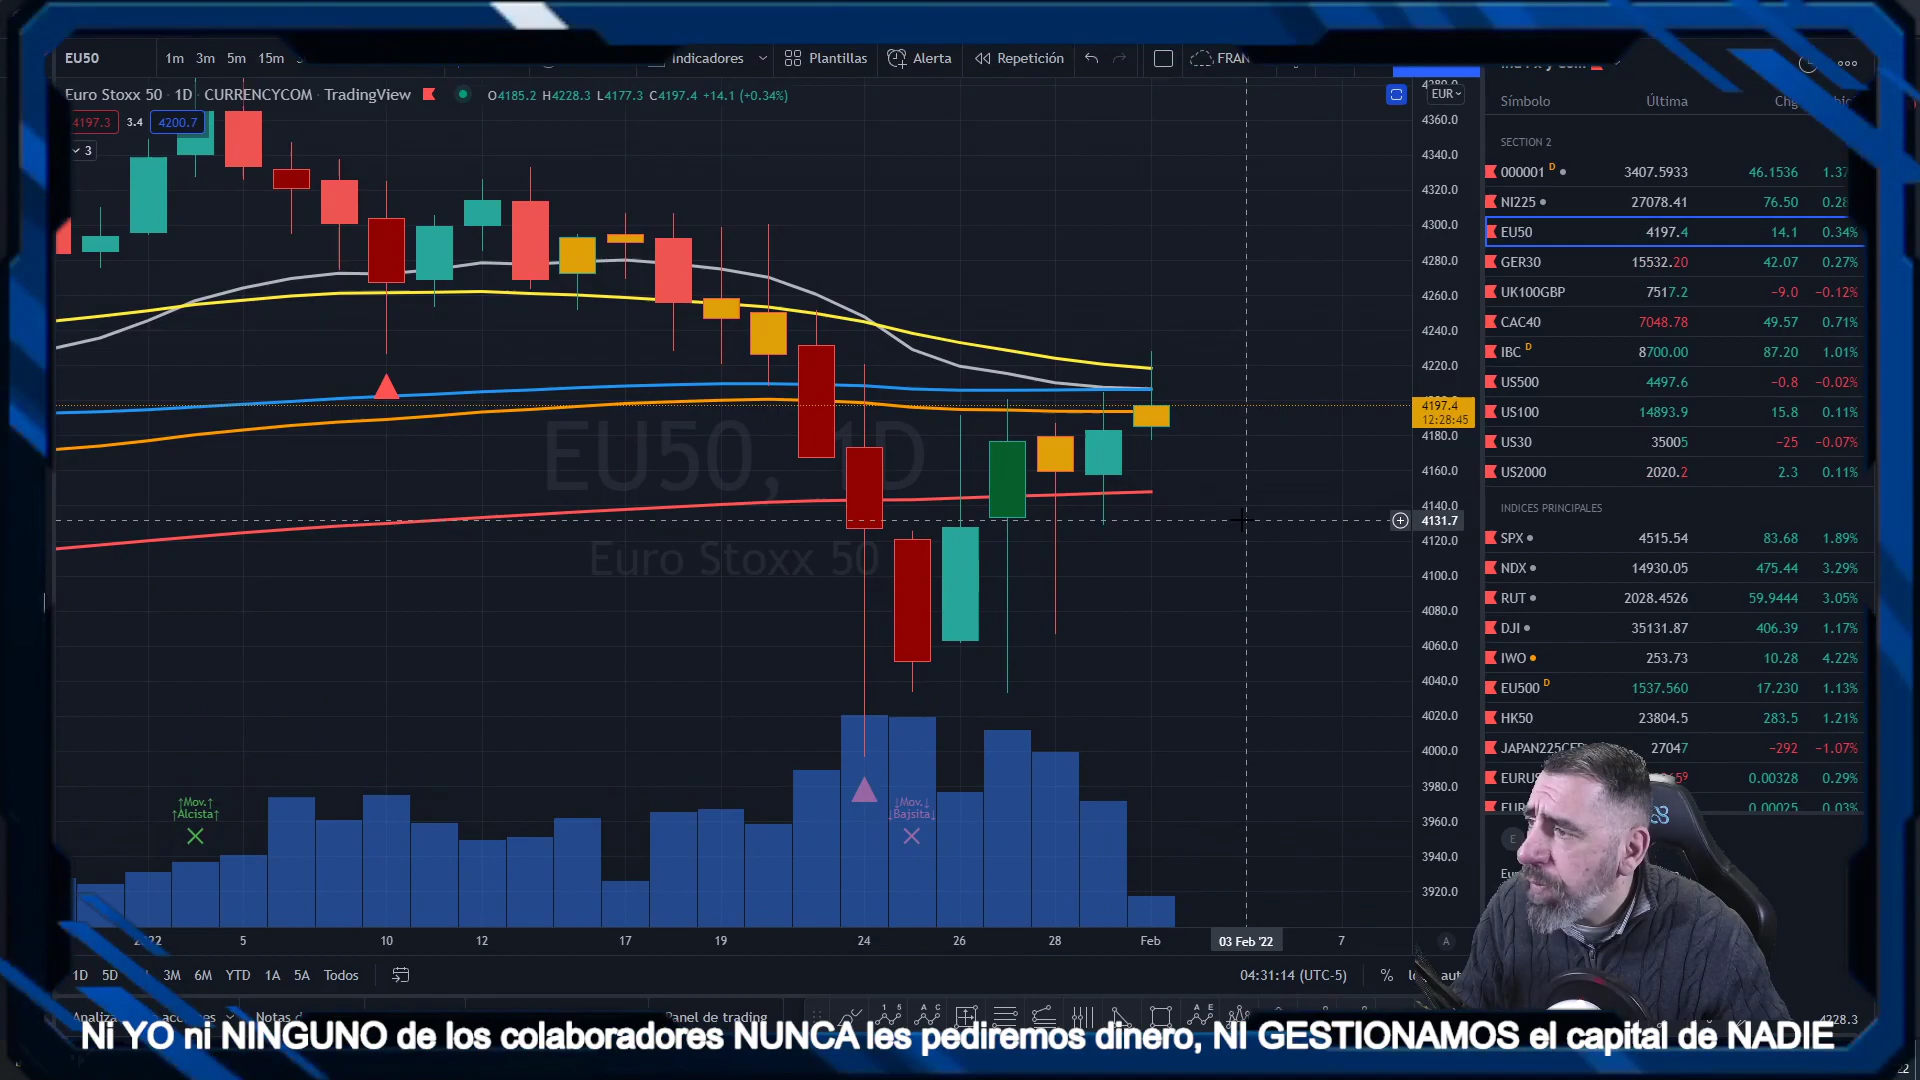 EU50 1m 3m 5m 15m Indicadores Plantillas Alerta Repetición FRAN
Euro Stoxx 50 · 1D · CURRENCYCOM · TradingView O4185.2 H4228.3 L4177.3 C4197.4 +14.1 (+0.34%)
4197.3 3.4 4200.7
3
EUR
4360.0
4340.0
4320.0
4300.0
4280.0
4260.0
4240.0
4220.0
4197.4
12:28:45
4180.0
4160.0
4140.0
4131.7
4120.0
4100.0
4080.0
4060.0
4040.0
4020.0
4000.0
3980.0
3960.0
3940.0
3920.0
EU50, 1D
Euro Stoxx 50
↑Mov.↑
↑Alcista↑
↓Mov.↓
↓Bajsita↓
5 10 12 17 19 24 26 28 Feb 03 Feb '22 7 A
1D 5D 3M 6M YTD 1A 5A Todos 04:31:14 (UTC-5) %
Símbolo Última Chg
SECTION 2
000001 D 3407.5933 46.1536
NI225 27078.41 76.50
EU50 4197.4 14.1 0.34%
GER30 15532.20 42.07 0.27%
UK100GBP 7517.2 −9.0 −0.12%
CAC40 7048.78 49.57 0.71%
IBC D 8700.00 87.20 1.01%
US500 4497.6 −0.8 −0.02%
US100 14893.9 15.8 0.11%
US30 35005 −25 −0.07%
US2000 2020.2 2.3 0.11%
INDICES PRINCIPALES
SPX 4515.54 83.68 1.89%
NDX 14930.05 475.44 3.29%
RUT 2028.4526 59.9444 3.05%
DJI 35131.87 406.39 1.17%
IWO 253.73 10.28 4.22%
EU500 D 1537.560 17.230 1.13%
HK50 23804.5 283.5 1.21%
27047 −292 −1.07%
0.00328 0.29%
0.00025 0.03%
Panel de trading
4228.3
Ni YO ni NINGUNO de los colaboradores NUNCA les pediremos dinero, NI GESTIONAMOS el capital de NADIE